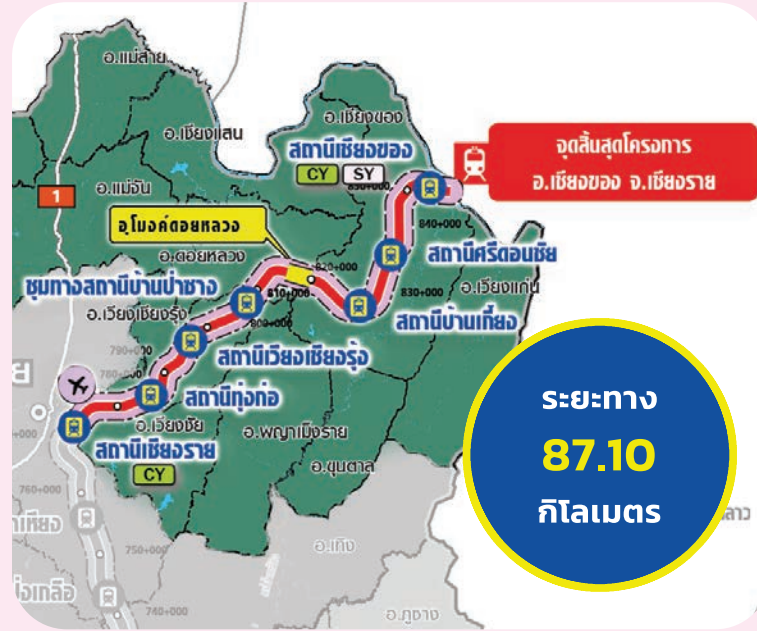 อ.แม่สาย
อ.เชียงแสน
อ.เชียงของ
สถานีเชียงของ
CY SY
850+000
จุดสิ้นสุดโครงการ
อ.เชียงของ จ.เชียงราย
1
อ.แม่จัน
อุโมงค์ดอยหลวง
840+000
อ.ดอยหลวง
820+000
สถานีศรีดอนชัย
ชุมทางสถานีบ้านป่าซาง
810+000
830+000
อ.เวียงแก่น
อ.เวียงเชียงรุ้ง
800+000
สถานีบ้านเกี๋ยง
790+000
สถานีเวียงเชียงรุ้ง
780+000
สถานีทุ่งก่อ
อ.เวียงชัย
อ.พญาเม็งราย
สถานีเชียงราย
CY
อ.ขุนตาล
ระยะทาง
87.10
กิโลเมตร
760+000
750+000
อ.เทิง
740+000
อ.ภูซาง